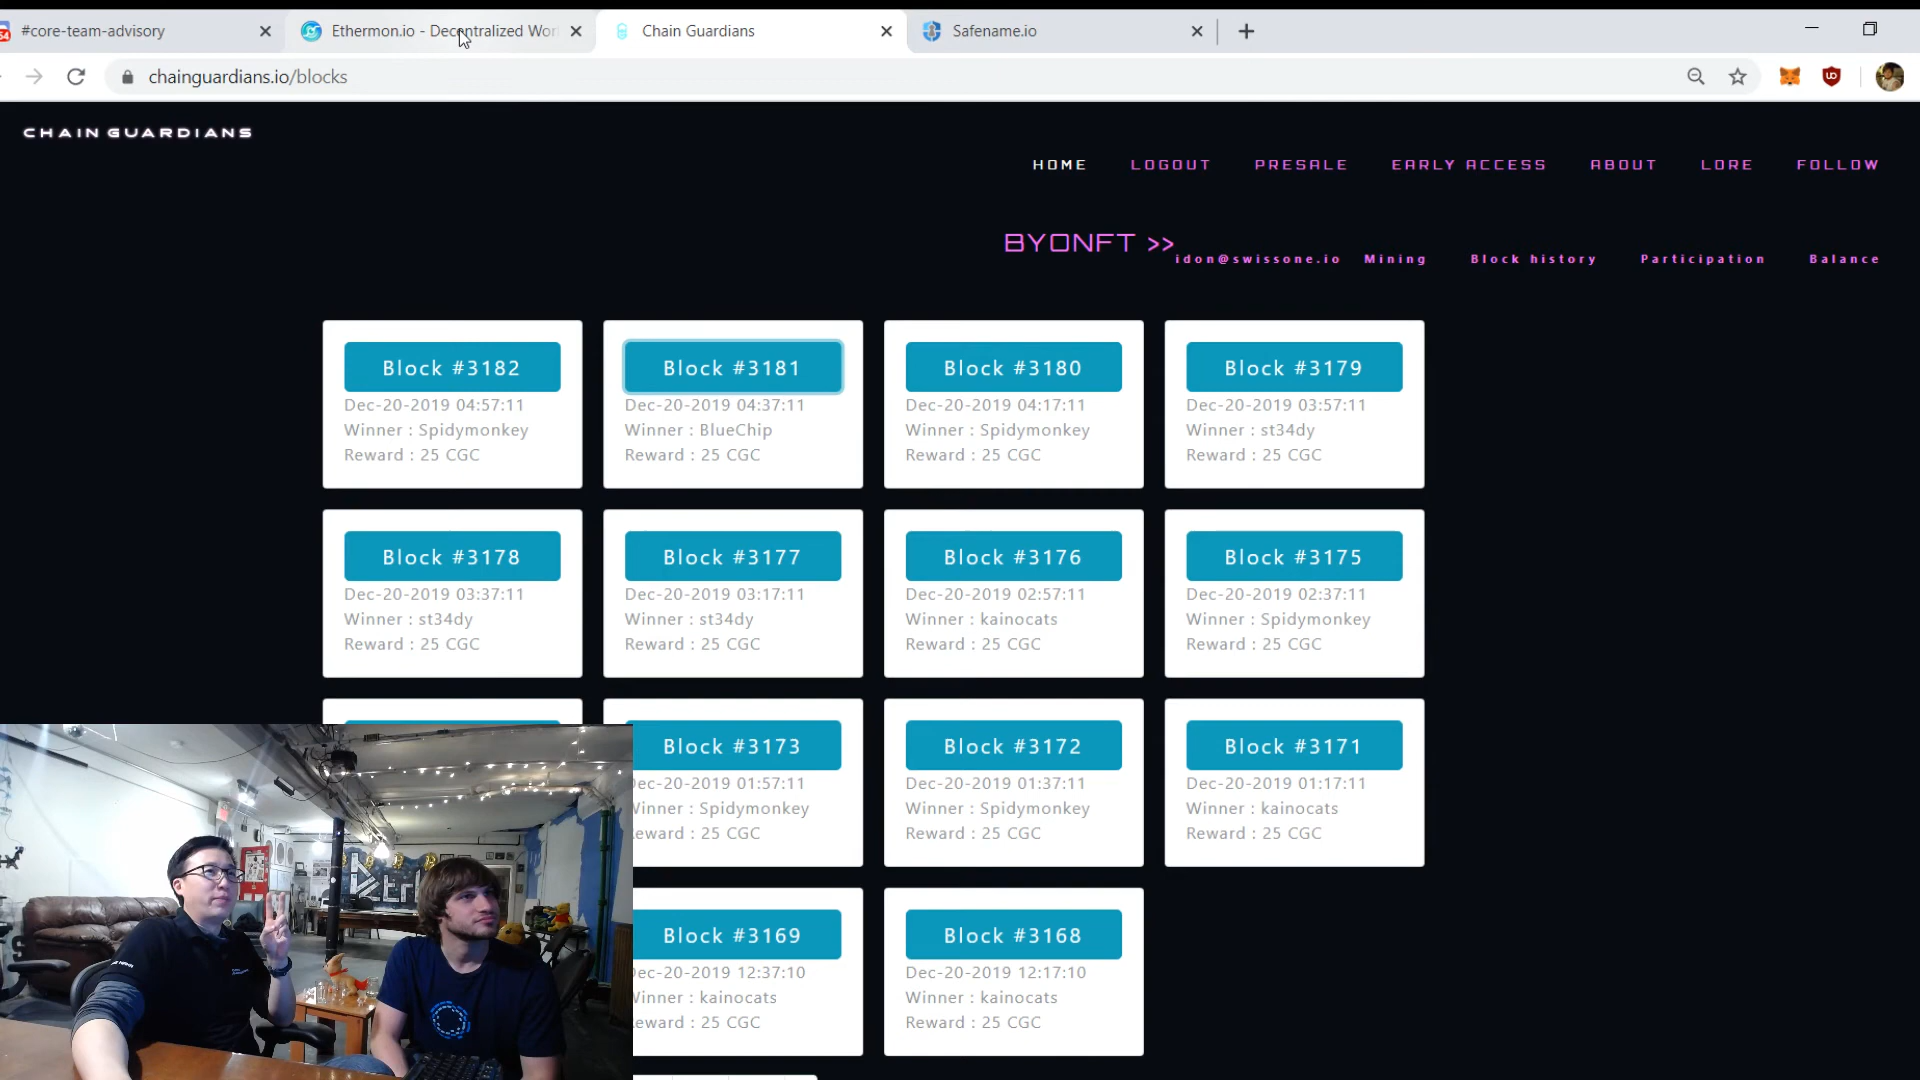 #core-team-advisory
Ethermon.io - Decentralized Wor
Chain Guardians
Safename.io
chainguardians.io/blocks
CHAIN GUARDIANS
HOME
LOGOUT
PRESALE
EARLY ACCESS
ABOUT
LORE
FOLLOW
BYONFT >>
idon@swissone.io
Mining
Block history
Participation
Balance
Block #3182
Dec-20-2019 04:57:11
Winner : Spidymonkey
Reward : 25 CGC
Block #3181
Dec-20-2019 04:37:11
Winner : BlueChip
Reward : 25 CGC
Block #3180
Dec-20-2019 04:17:11
Winner : Spidymonkey
Reward : 25 CGC
Block #3179
Dec-20-2019 03:57:11
Winner : st34dy
Reward : 25 CGC
Block #3178
Dec-20-2019 03:37:11
Winner : st34dy
Reward : 25 CGC
Block #3177
Dec-20-2019 03:17:11
Winner : st34dy
Reward : 25 CGC
Block #3176
Dec-20-2019 02:57:11
Winner : kainocats
Reward : 25 CGC
Block #3175
Dec-20-2019 02:37:11
Winner : Spidymonkey
Reward : 25 CGC
Block #3173
Dec-20-2019 01:57:11
Winner : Spidymonkey
eward : 25 CGC
Block #3172
Dec-20-2019 01:37:11
Winner : Spidymonkey
Reward : 25 CGC
Block #3171
Dec-20-2019 01:17:11
Winner : kainocats
Reward : 25 CGC
Block #3169
Dec-20-2019 12:37:10
Winner : kainocats
eward : 25 CGC
Block #3168
Dec-20-2019 12:17:10
Winner : kainocats
Reward : 25 CGC